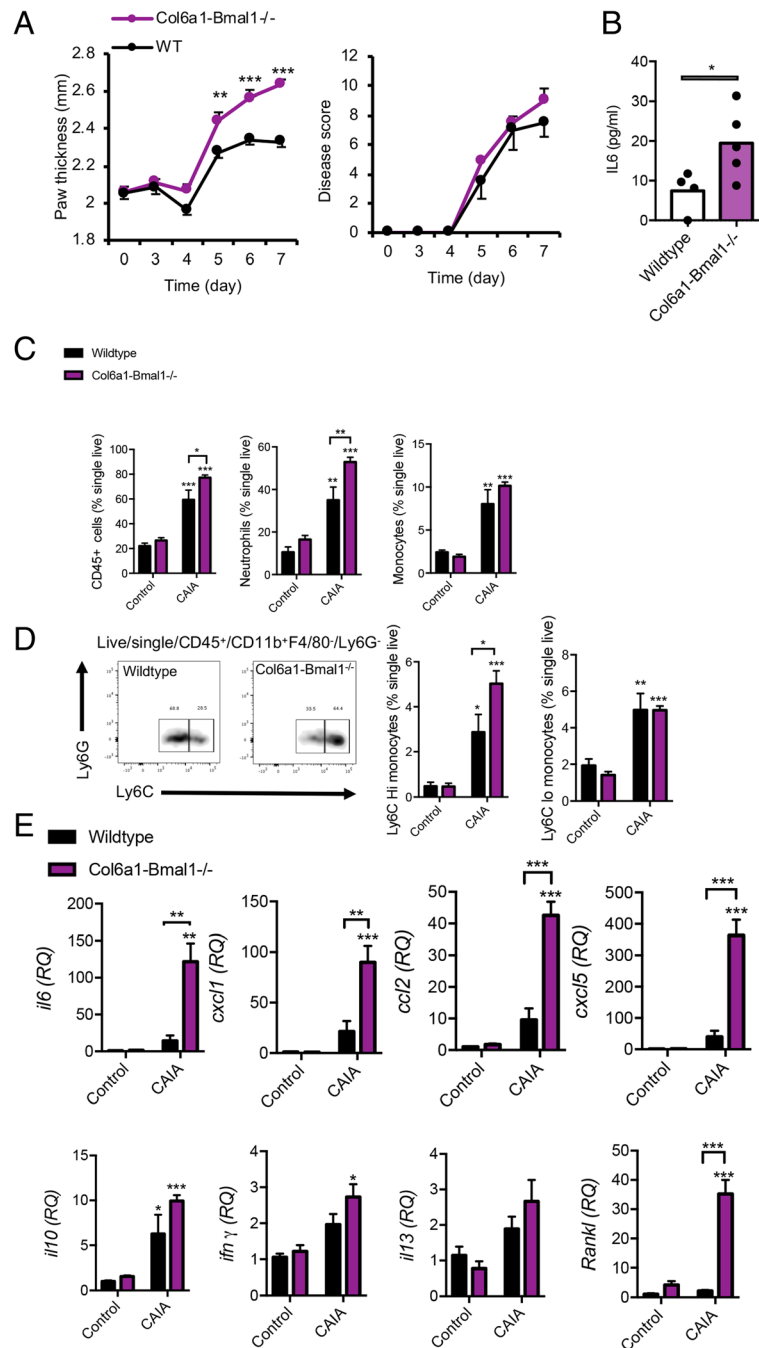 A
Col6a1-Bmal1-/-
WT
Paw thickness (mm)
2.8
2.6
2.4
2.2
2
1.8
** *** ***
0 3 4 5 6 7
Time (day)
Disease score
12
10
8
6
4
2
0
0 3 4 5 6 7
Time (day)
B
IL6 (pg/ml)
40
30
20
10
0
*
Wildtype
Col6a1-Bmal1-/-
C
Wildtype
Col6a1-Bmal1-/-
CD45+ cells (% single live)
100
80
60
40
20
0
*
*** ***
Control
CAIA
Neutrophils (% single live)
60
40
20
0
**
** ***
Control
CAIA
Monocytes (% single live)
15
10
5
0
** ***
Control
CAIA
D
Live/single/CD45+/CD11b+F4/80-/Ly6G-
Wildtype
Col6a1-Bmal1-/-
Ly6G
Ly6C
Ly6C Hi monocytes (% single live)
6
4
2
0
*
* ***
Control
CAIA
Ly6C lo monocytes (% single live)
8
6
4
2
0
** ***
Control
CAIA
E
Wildtype
Col6a1-Bmal1-/-
il6 (RQ)
200
150
100
50
0
**
**
Control
CAIA
cxcl1 (RQ)
150
100
50
0
**
***
Control
CAIA
ccl2 (RQ)
50
40
30
20
10
0
***
***
Control
CAIA
cxcl5 (RQ)
500
400
300
200
100
0
***
***
Control
CAIA
il10 (RQ)
15
10
5
0
* ***
Control
CAIA
ifn γ (RQ)
4
3
2
1
0
*
Control
CAIA
il13 (RQ)
4
3
2
1
0
Control
CAIA
Rankl (RQ)
50
40
30
20
10
0
***
***
Control
CAIA